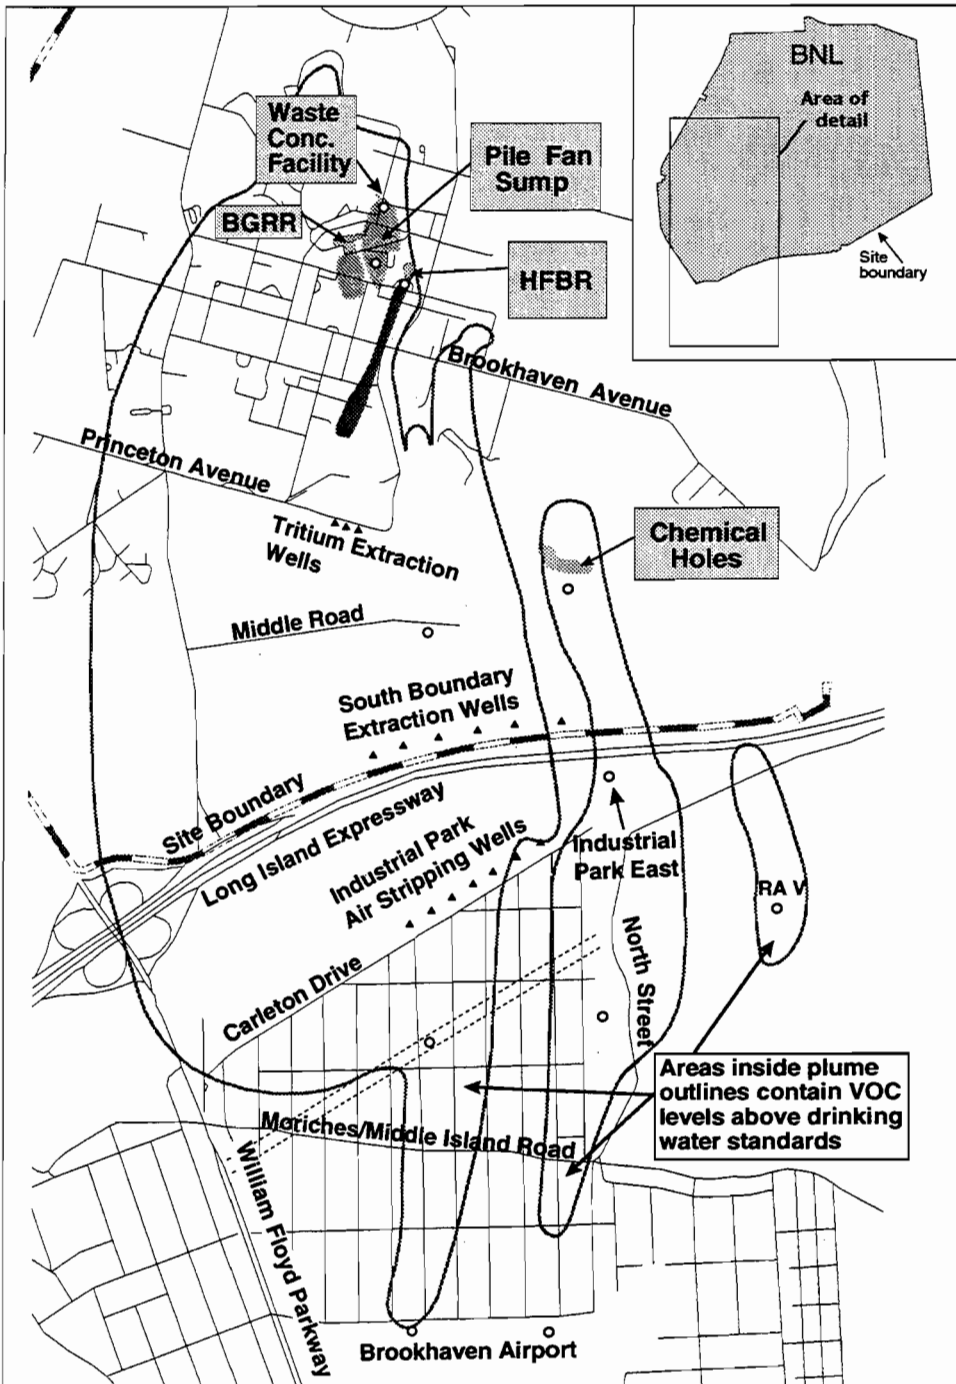 BNL
Area of
detail
Site
boundary
Waste
Conc.
Facility
Pile Fan
Sump
BGRR
HFBR
Brookhaven Avenue
Princeton Avenue
Tritium Extraction
Wells
Chemical
Holes
Middle Road
South Boundary
Extraction Wells
Site Boundary
Long Island Expressway
Industrial Park
Air Stripping Wells
Industrial
Park East
RA V
North Street
Carleton Drive
Areas inside plume
outlines contain VOC
levels above drinking
water standards
Moriches/Middle Island Road
William Floyd Parkway
Brookhaven Airport